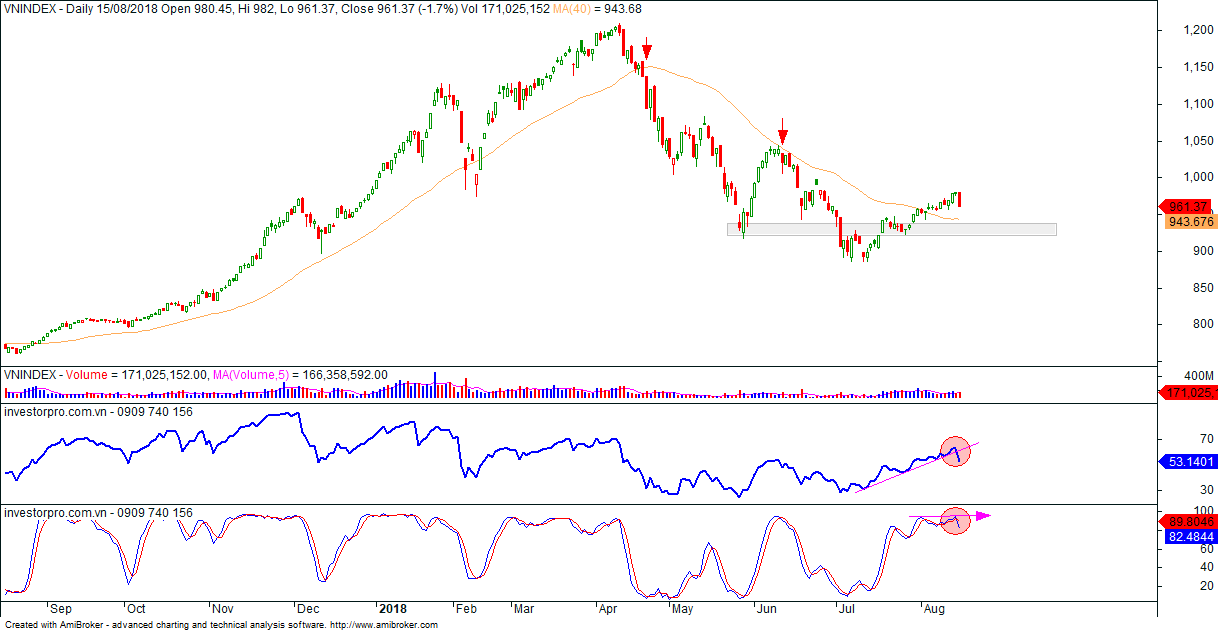 VNINDEX - Daily 15/08/2018 Open 980.45, Hi 982, Lo 961.37, Close 961.37 (-1.7%) Vol 171,025,152 MA(40) = 943.68
1,200
1,150
1,100
1,050
1,000
961.37
943.676
900
850
800
VNINDEX - Volume = 171,025,152.00, MA(Volume,5) = 166,358,592.00
400M
171,025,
investorpro.com.vn - 0909 740 156
70
53.1401
30
investorpro.com.vn - 0909 740 156
100
89.8046
82.4844
60
40
20
Sep Oct Nov Dec 2018 Feb Mar Apr May Jun Jul Aug
Created with AmiBroker - advanced charting and technical analysis software. http://www.amibroker.com